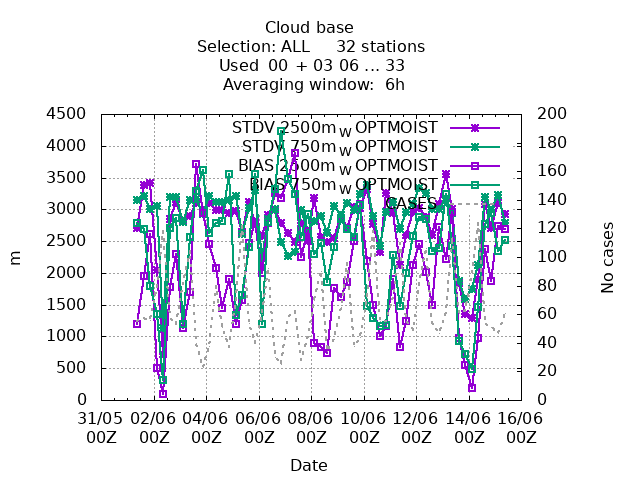 Cloud base
Selection: ALL 32 stations
Used 00 + 03 06 ... 33
Averaging window: 6h
m
No cases
4500
4000
3500
3000
2500
2000
1500
1000
500
0
200
180
160
140
120
100
80
60
40
20
0
STDV 2500m W OPTMOIST
STDV 750m W OPTMOIST
BIAS 2500m W OPTMOIST
BIAS 750m W OPTMOIST
CASES
31/05 02/06 04/06 06/06 08/06 10/06 12/06 14/06 16/06
00Z 00Z 00Z 00Z 00Z 00Z 00Z 00Z 00Z
Date